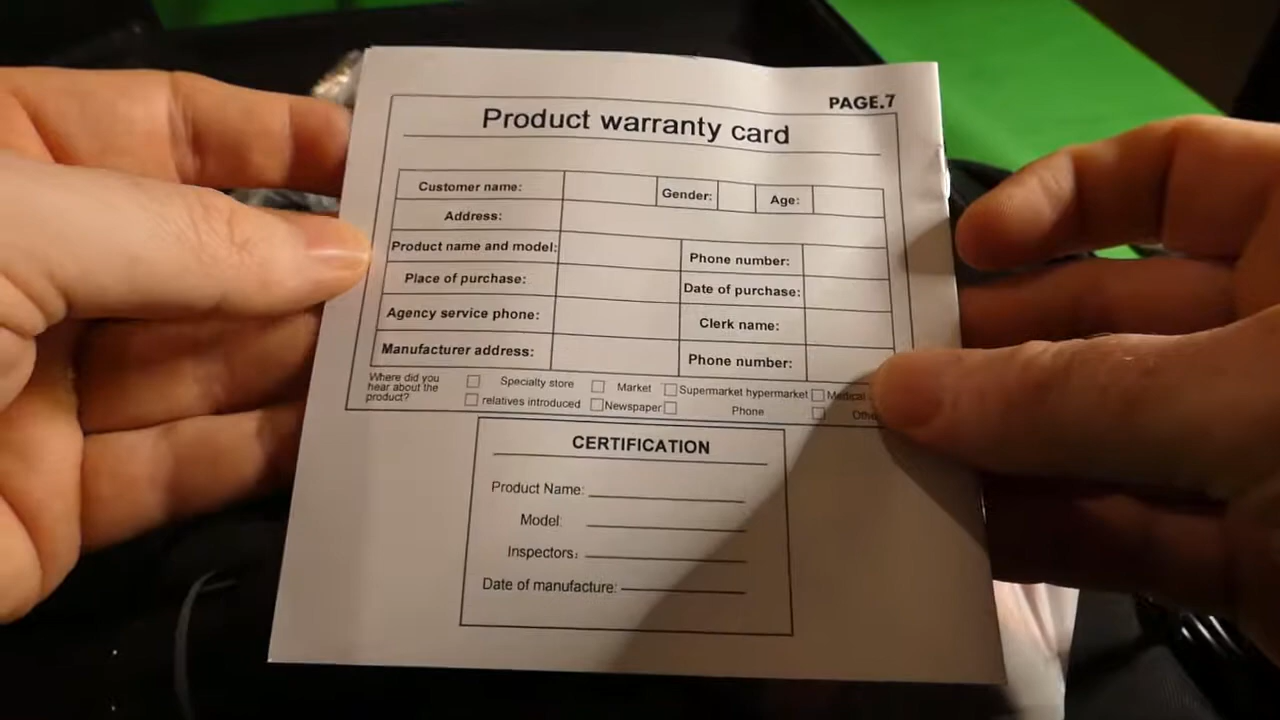 PAGE.7
Product warranty card
Customer name: Gender: Age:
Address:
Product name and model: Phone number:
Place of purchase: Date of purchase:
Agency service phone: Clerk name:
Manufacturer address: Phone number:
Where did you hear about the product?
Specialty store Market Supermarket hypermarket Medical
relatives introduced Newspaper Phone
CERTIFICATION
Product Name:
Model:
Inspectors:
Date of manufacture: